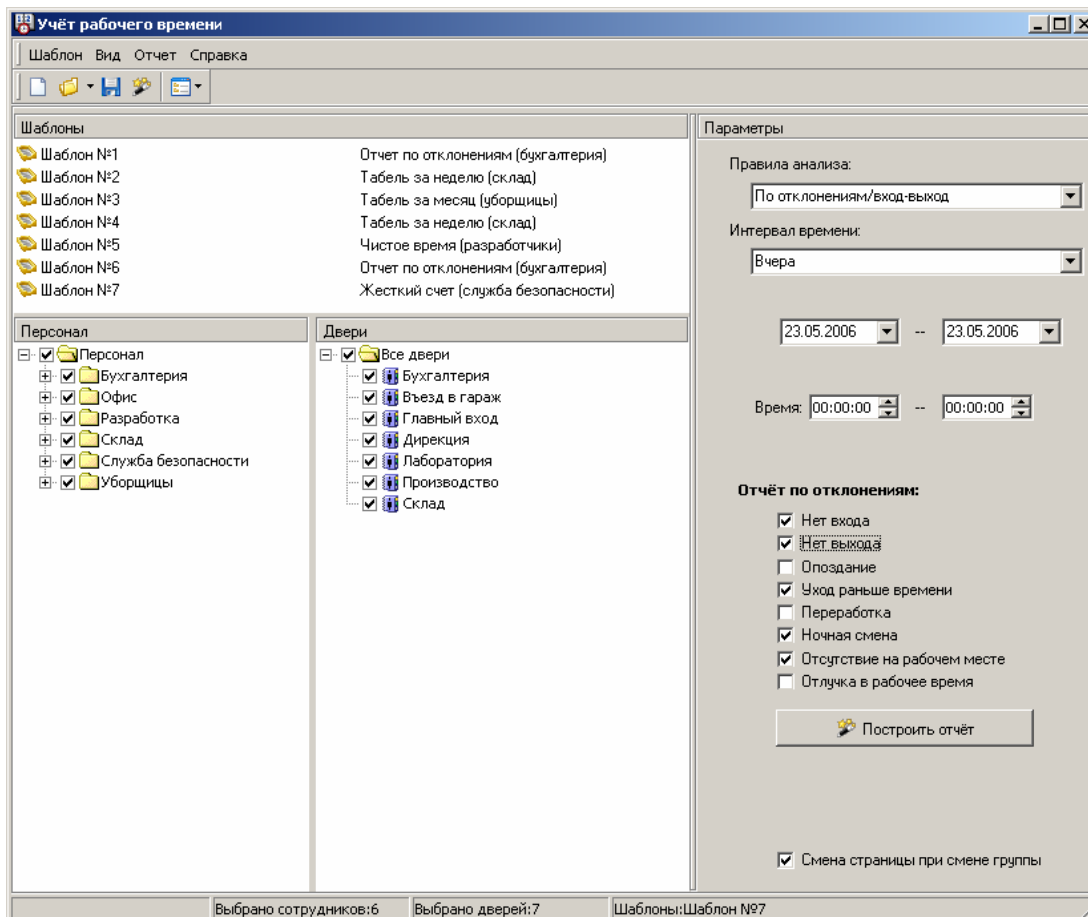 Учёт рабочего времени
Шаблон Вид Отчет Справка
Шаблоны
Шаблон №1 Отчет по отклонениям (бухгалтерия)
Шаблон №2 Табель за неделю (склад)
Шаблон №3 Табель за месяц (уборщицы)
Шаблон №4 Табель за неделю (склад)
Шаблон №5 Чистое время (разработчики)
Шаблон №6 Отчет по отклонениям (бухгалтерия)
Шаблон №7 Жесткий счет (служба безопасности)
Персонал
Персонал
Бухгалтерия
Офис
Разработка
Склад
Служба безопасности
Уборщицы
Двери
Все двери
Бухгалтерия
Въезд в гараж
Главный вход
Дирекция
Лаборатория
Производство
Склад
Параметры
Правила анализа:
По отклонениям/вход-выход
Интервал времени:
Вчера
23.05.2006 -- 23.05.2006
Время: 00:00:00 -- 00:00:00
Отчёт по отклонениям:
Нет входа
Нет выхода
Опоздание
Уход раньше времени
Переработка
Ночная смена
Отсутствие на рабочем месте
Отлучка в рабочее время
Построить отчёт
Смена страницы при смене группы
Выбрано сотрудников:6 Выбрано дверей:7 Шаблоны:Шаблон №7